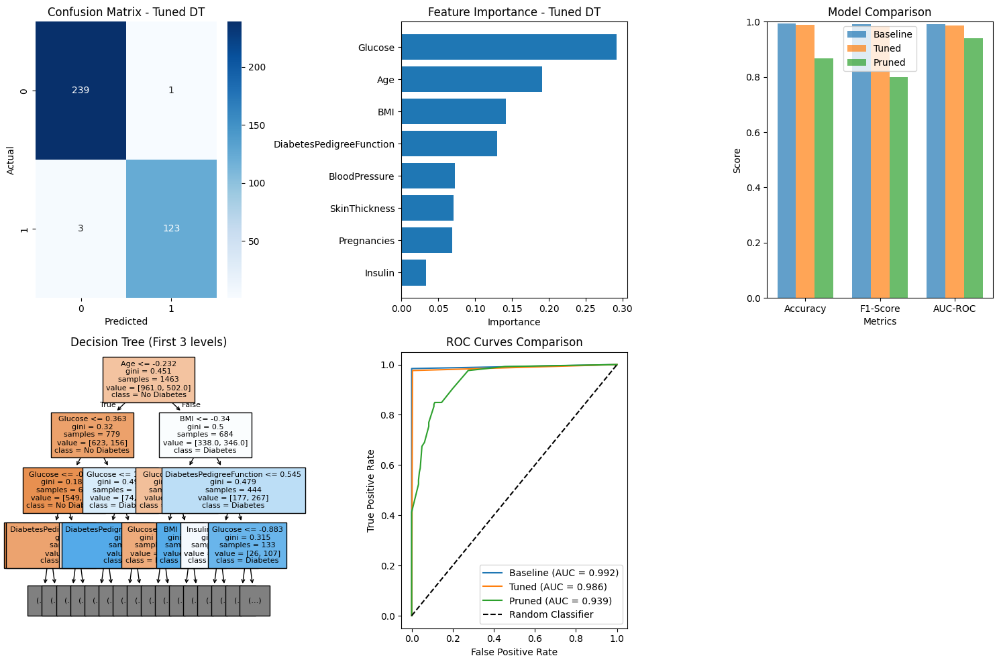 Confusion Matrix - Tuned DT
Actual
0
1
239
1
3
123
0
1
Predicted
200
150
100
50
Feature Importance - Tuned DT
Glucose
Age
BMI
DiabetesPedigreeFunction
BloodPressure
SkinThickness
Pregnancies
Insulin
0.00 0.05 0.10 0.15 0.20 0.25 0.30
Importance
Model Comparison
Baseline
Tuned
Pruned
1.0
0.8
0.6
0.4
0.2
0.0
Score
Accuracy F1-Score AUC-ROC
Metrics
Decision Tree (First 3 levels)
Age <= -0.232
gini = 0.451
samples = 1463
value = [961.0, 502.0]
class = No Diabetes
True
False
Glucose <= 0.363
gini = 0.32
samples = 779
value = [623, 156]
class = No Diabetes
BMI <= -0.34
gini = 0.5
samples = 684
value = [338.0, 346.0]
class = Diabetes
DiabetesPedigreeFunction <= 0.545
gini = 0.479
samples = 444
value = [177, 267]
class = Diabetes
Glucose <= -0.883
gini = 0.315
samples = 133
value = [26, 107]
class = Diabetes
(...)
ROC Curves Comparison
True Positive Rate
1.0
0.8
0.6
0.4
0.2
0.0
Baseline (AUC = 0.992)
Tuned (AUC = 0.986)
Pruned (AUC = 0.939)
Random Classifier
0.0 0.2 0.4 0.6 0.8 1.0
False Positive Rate